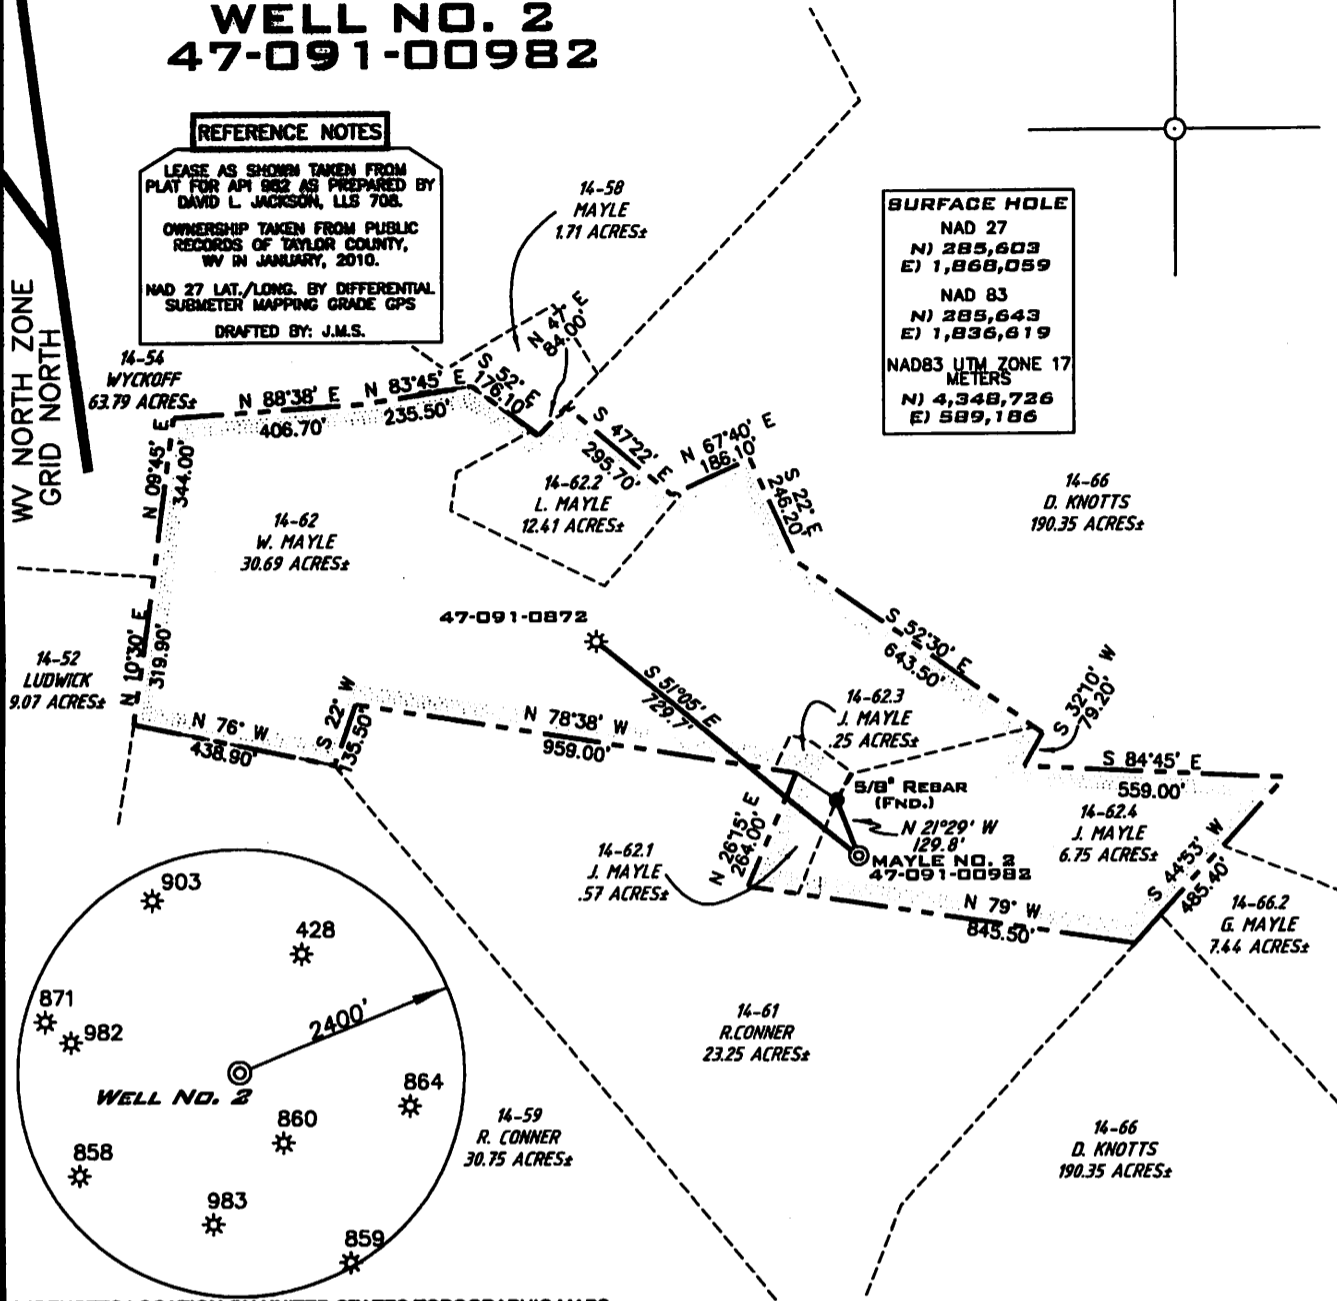 WELL NO. 2
47-091-00982
REFERENCE NOTES
LEASE AS SHOWN TAKEN FROM
PLAT FOR API 982 AS PREPARED BY
DAVID L. JACKSON, LLS 708.
OWNERSHIP TAKEN FROM PUBLIC
RECORDS OF TAYLOR COUNTY,
WV IN JANUARY, 2010.
NAD 27 LAT./LONG. BY DIFFERENTIAL
SUBMETER MAPPING GRADE GPS
DRAFTED BY: J.M.S.
WV NORTH ZONE
GRID NORTH
14-58
MAYLE
1.71 ACRES±
SURFACE HOLE
NAD 27
N) 285,603
E) 1,868,059
NAD 83
N) 285,643
E) 1,836,619
NAD83 UTM ZONE 17
METERS
N) 4,348,726
E) 589,186
14-54
WYCKOFF
63.79 ACRES±
N 88°38' E
406.70'
N 83°45' E
235.50'
S 52° E
176.10'
N 47° E
84.00'
S 47°22' E
295.70'
N 67°40' E
186.10'
S 22° E
246.20'
N 09°45' E
344.00'
14-62
W. MAYLE
30.69 ACRES±
14-62.2
L. MAYLE
12.41 ACRES±
14-66
D. KNOTTS
190.35 ACRES±
47-091-0872
S 51°05' E
729.7'
S 52°30' E
643.50'
S 32°10' W
79.20'
14-52
LUDWICK
9.07 ACRES±
N 10°30' E
319.90'
N 76° W
438.90'
S 22° W
135.50'
N 78°38' W
959.00'
14-62.3
J. MAYLE
.25 ACRES±
S 84°45' E
559.00'
5/8" REBAR
(FND.)
N 21°29' W
129.8'
MAYLE NO. 2
47-091-00982
14-62.4
J. MAYLE
6.75 ACRES±
N 26°15' E
264.00'
14-62.1
J. MAYLE
.57 ACRES±
N 79° W
845.50'
S 44°53' W
485.40'
14-66.2
G. MAYLE
7.44 ACRES±
903
428
871
982
2400'
WELL NO. 2
864
860
858
983
859
14-61
R.CONNER
23.25 ACRES±
14-59
R. CONNER
30.75 ACRES±
14-66
D. KNOTTS
190.35 ACRES±